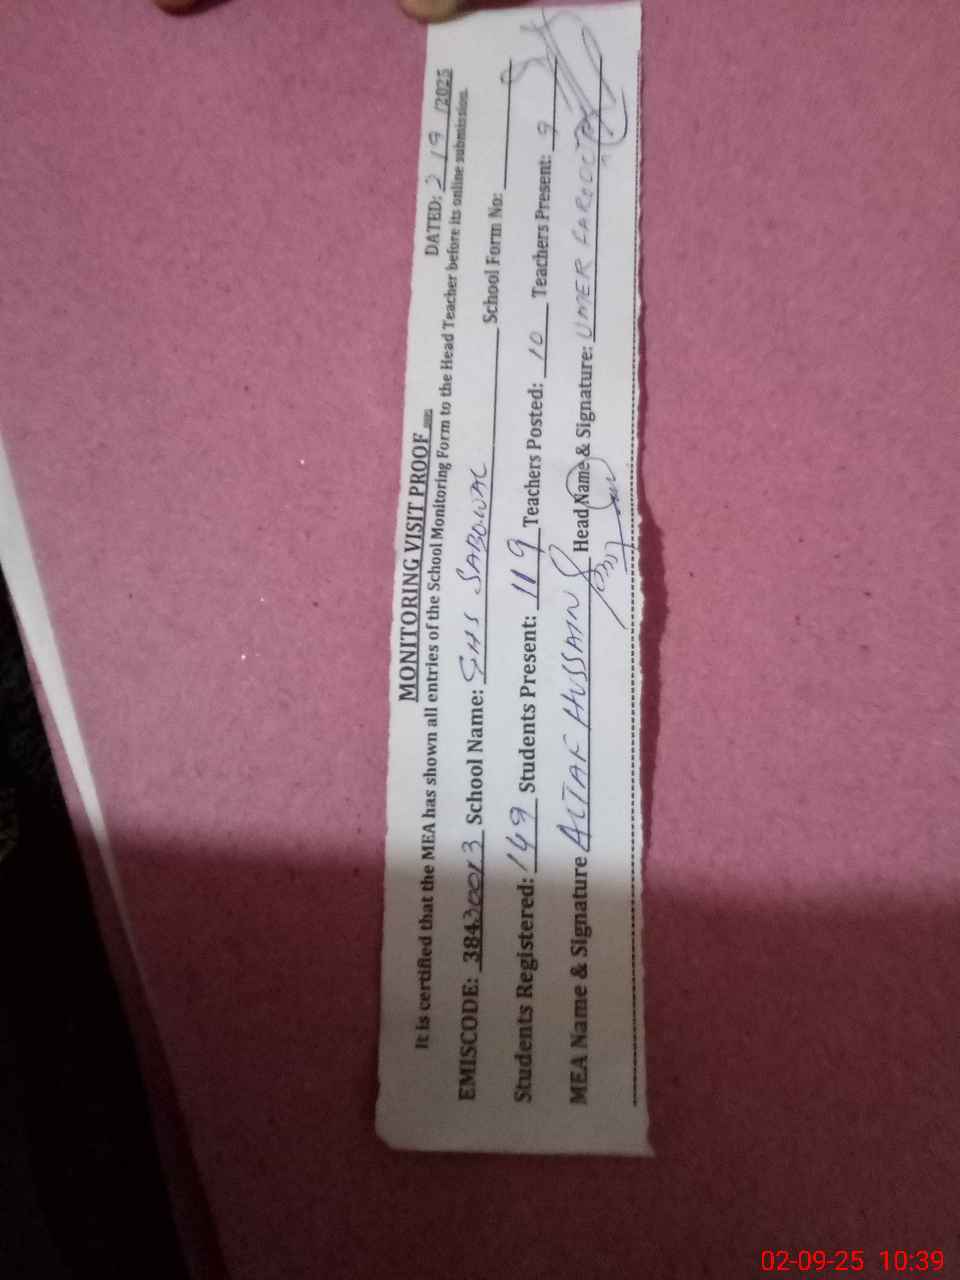 MONITORING VISIT PROOF
DATED: 2/9/2025
It is certified that the MEA has shown all entries of the School Monitoring Form to the Head Teacher before its online submission.
EMISCODE: 38430013 School Name: GHS SABOWAL School Form No:
Students Registered: 149 Students Present: 119 Teachers Posted: 10 Teachers Present: 9
MEA Name & Signature ALTAF HUSSAIN Head Name & Signature: UMER FAROOQ
02-09-25 10:39